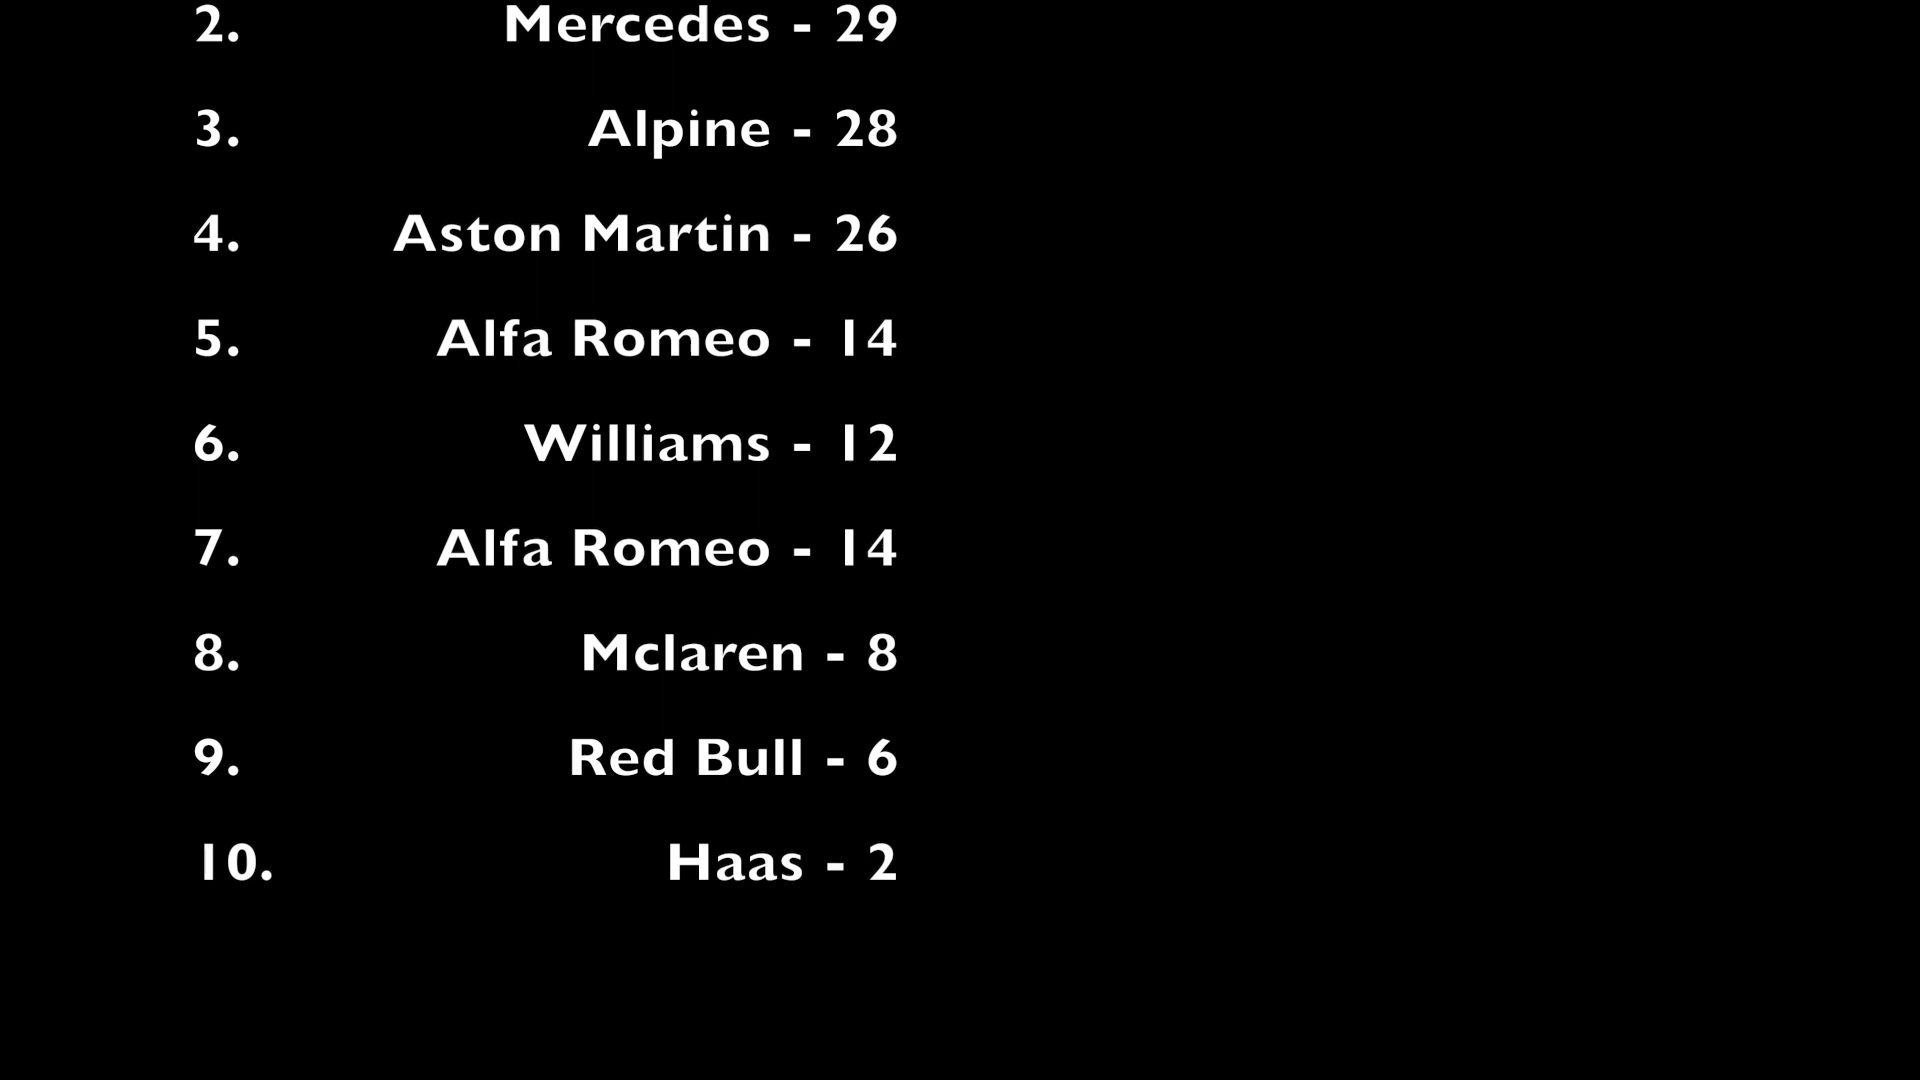 2. Mercedes - 29
3. Alpine - 28
4. Aston Martin - 26
5. Alfa Romeo - 14
6. Williams - 12
7. Alfa Romeo - 14
8. Mclaren - 8
9. Red Bull - 6
10. Haas - 2